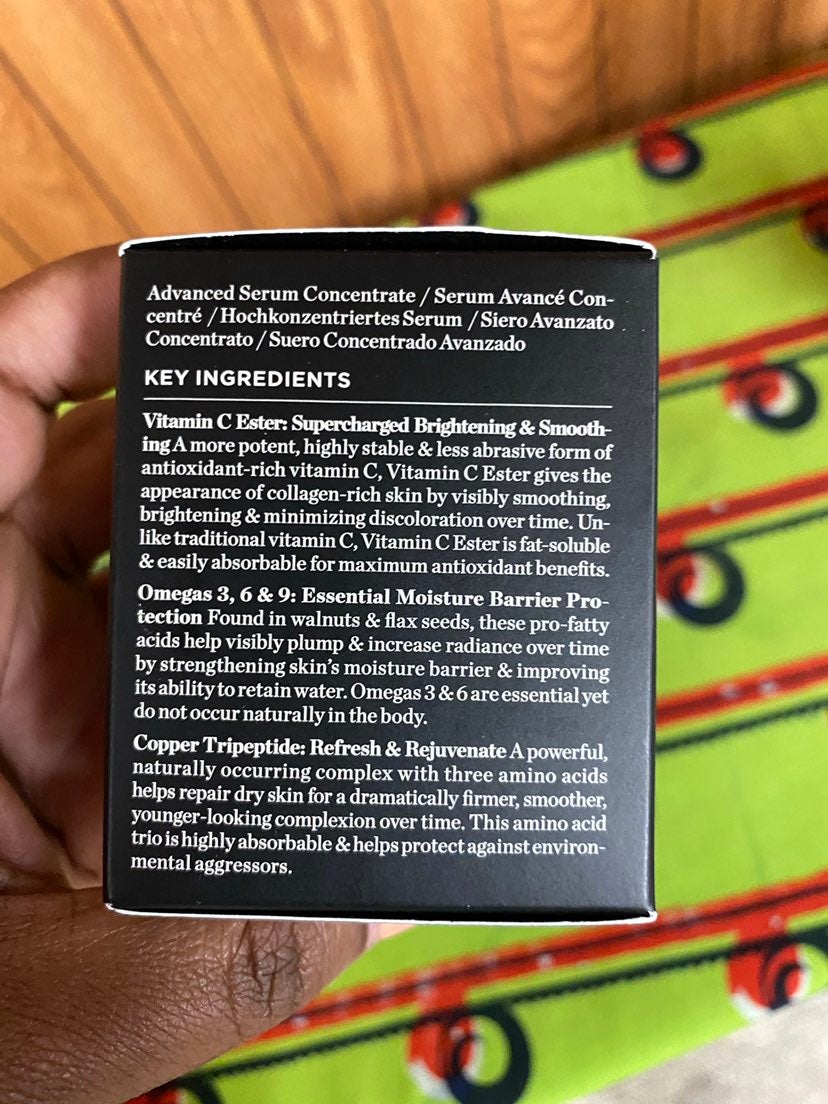 Advanced Serum Concentrate / Serum Avancé Con-
centré / Hochkonzentriertes Serum / Siero Avanzato
Concentrato / Suero Concentrado Avanzado
KEY INGREDIENTS
Vitamin C Ester: Supercharged Brightening & Smooth-
ing A more potent, highly stable & less abrasive form of
antioxidant-rich vitamin C, Vitamin C Ester gives the
appearance of collagen-rich skin by visibly smoothing,
brightening & minimizing discoloration over time. Un-
like traditional vitamin C, Vitamin C Ester is fat-soluble
& easily absorbable for maximum antioxidant benefits.
Omegas 3, 6 & 9: Essential Moisture Barrier Pro-
tection Found in walnuts & flax seeds, these pro-fatty
acids help visibly plump & increase radiance over time
by strengthening skin's moisture barrier & improving
its ability to retain water. Omegas 3 & 6 are essential yet
do not occur naturally in the body.
Copper Tripeptide: Refresh & Rejuvenate A powerful,
naturally occurring complex with three amino acids
helps repair dry skin for a dramatically firmer, smoother,
younger-looking complexion over time. This amino acid
trio is highly absorbable & helps protect against environ-
mental aggressors.